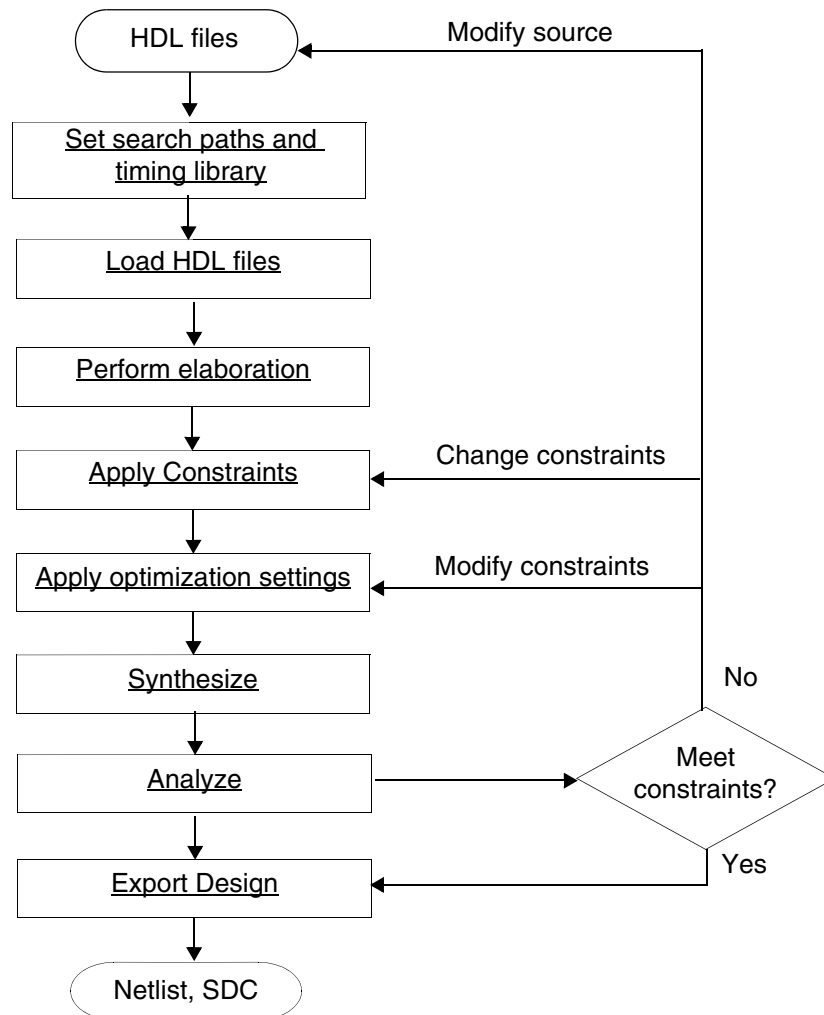 HDL files
Modify source
Set search paths and
timing library
Load HDL files
Perform elaboration
Apply Constraints
Change constraints
Apply optimization settings
Modify constraints
Synthesize
No
Analyze
Meet
constraints?
Yes
Export Design
Netlist, SDC